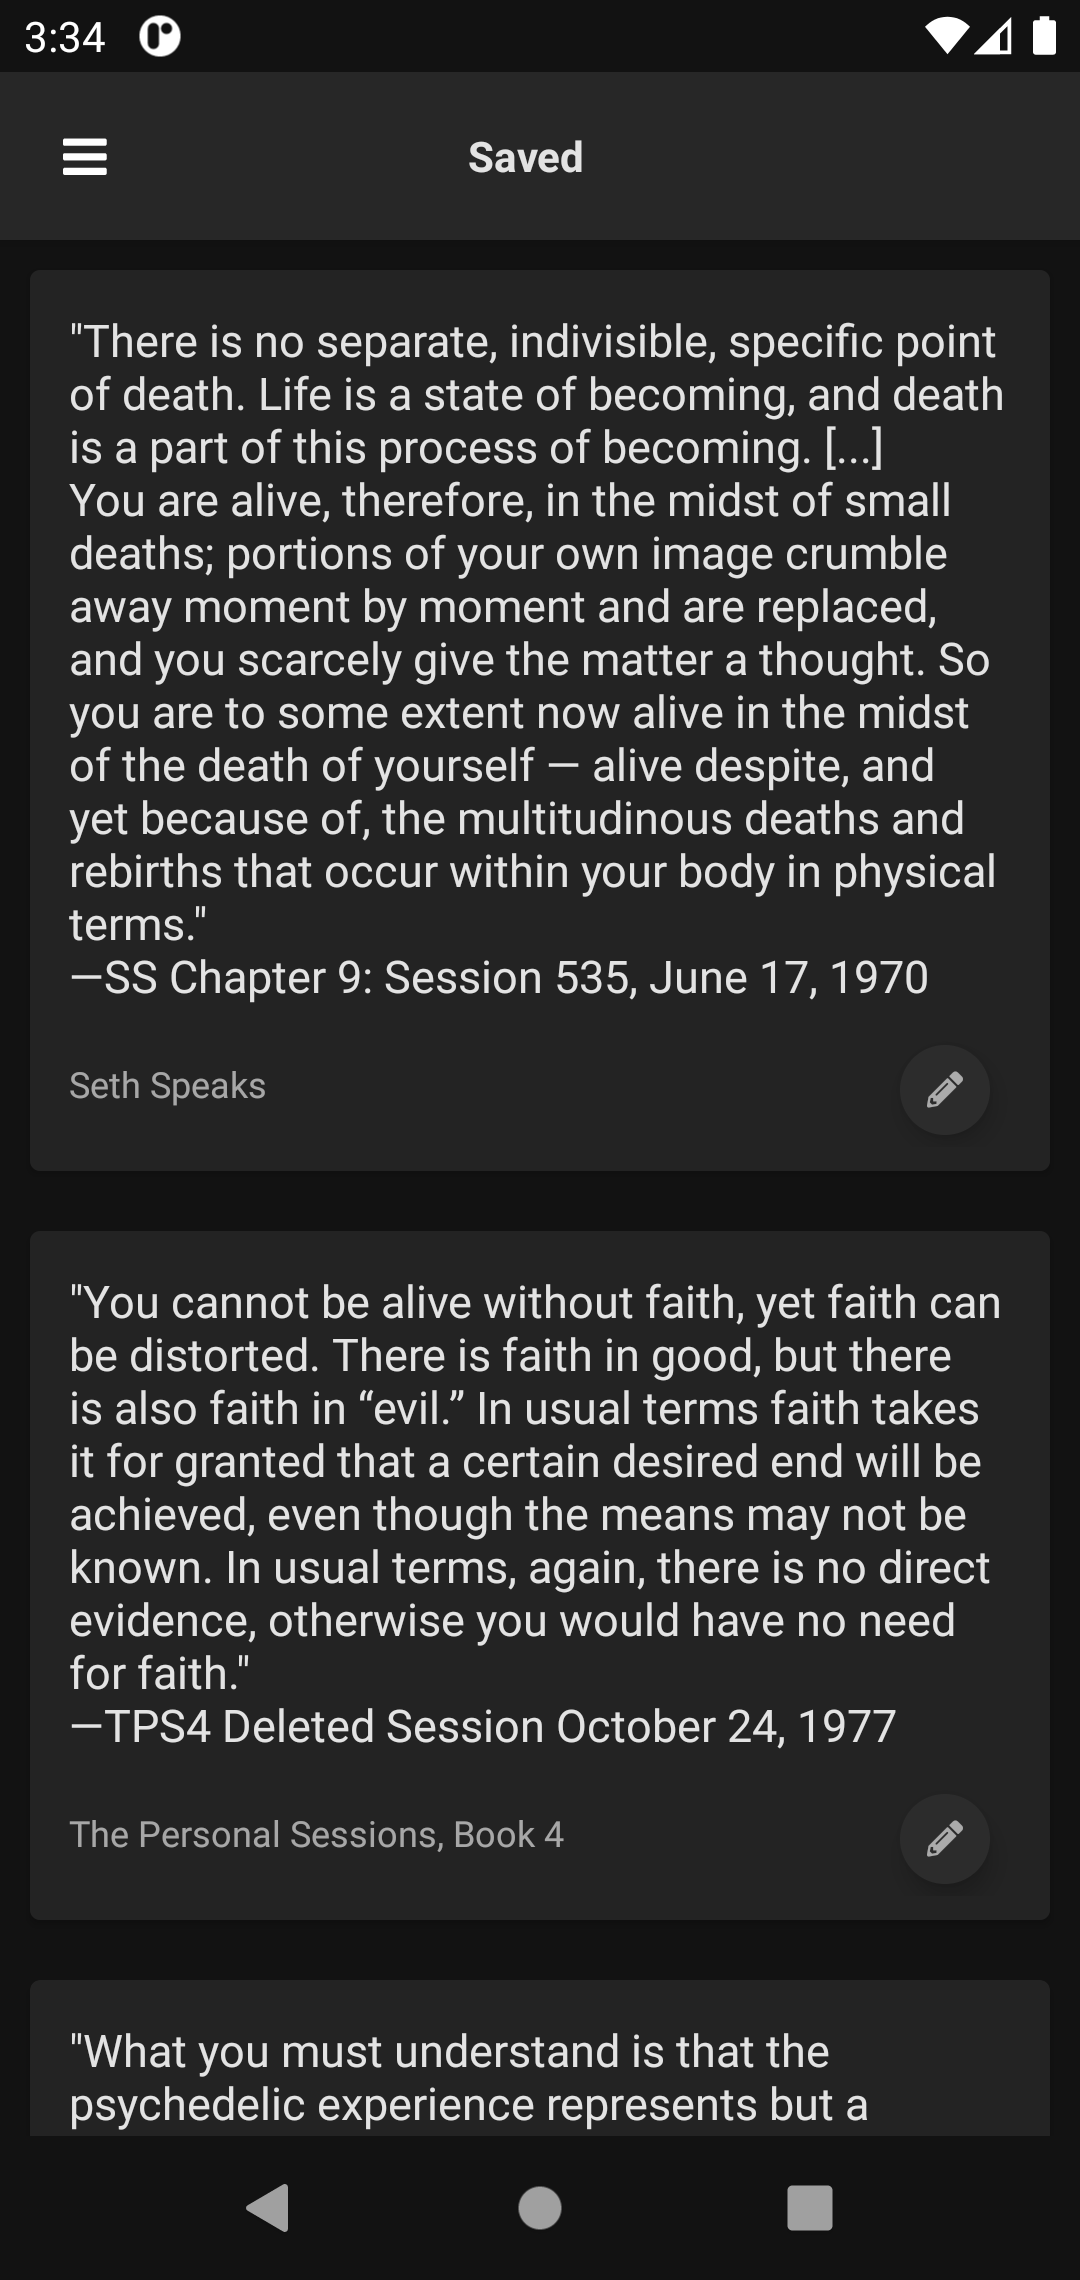 3:34
Saved
"There is no separate, indivisible, specific point
of death. Life is a state of becoming, and death
is a part of this process of becoming. [...]
You are alive, therefore, in the midst of small
deaths; portions of your own image crumble
away moment by moment and are replaced,
and you scarcely give the matter a thought. So
you are to some extent now alive in the midst
of the death of yourself — alive despite, and
yet because of, the multitudinous deaths and
rebirths that occur within your body in physical
terms."
—SS Chapter 9: Session 535, June 17, 1970
Seth Speaks
"You cannot be alive without faith, yet faith can
be distorted. There is faith in good, but there
is also faith in “evil.” In usual terms faith takes
it for granted that a certain desired end will be
achieved, even though the means may not be
known. In usual terms, again, there is no direct
evidence, otherwise you would have no need
for faith."
—TPS4 Deleted Session October 24, 1977
The Personal Sessions, Book 4
"What you must understand is that the
psychedelic experience represents but a